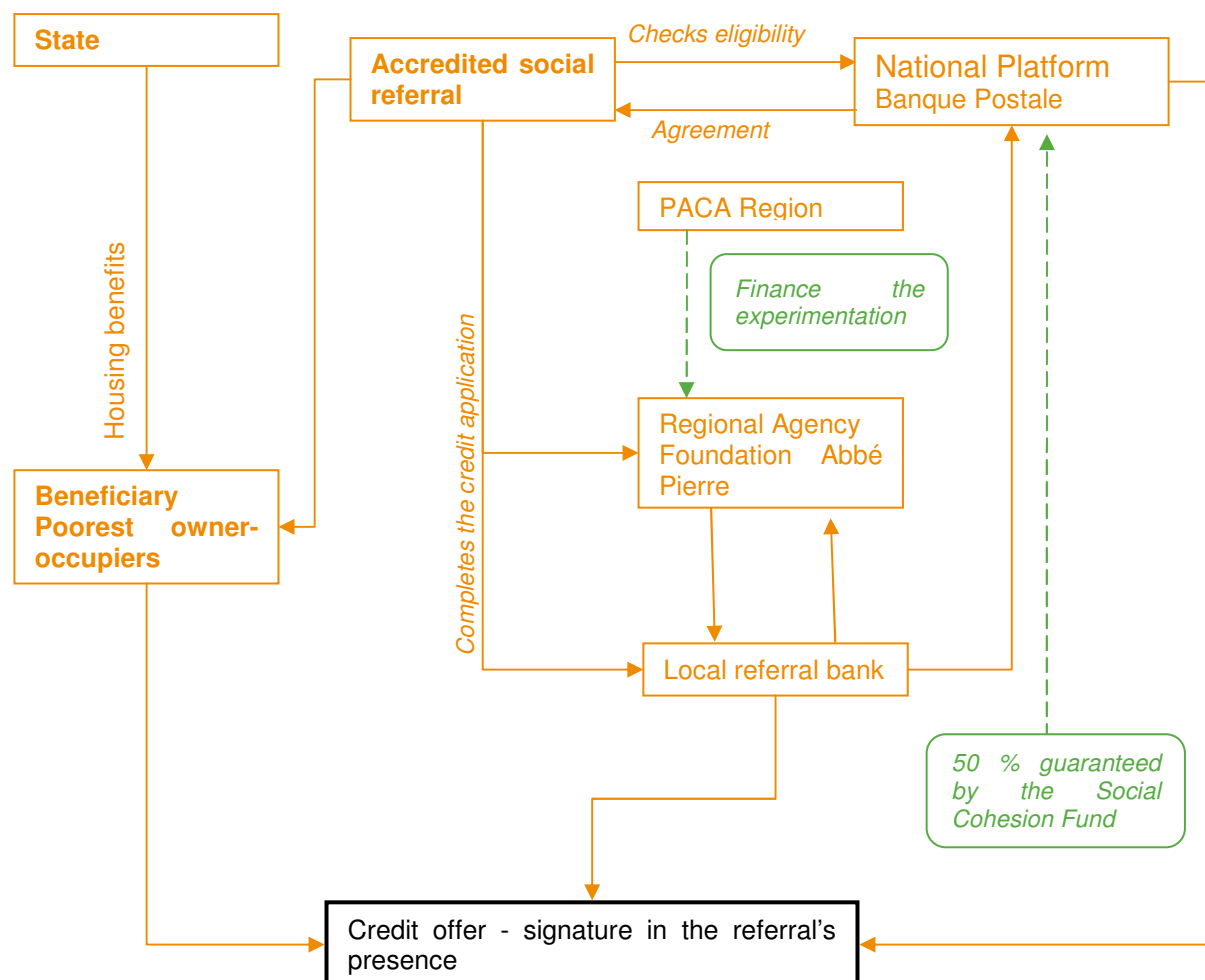 State
Checks eligibility
Accredited social
referral
National Platform
Banque Postale
Agreement
PACA Region
Housing benefits
Finance the
experimentation
Completes the credit application
Regional Agency
Foundation Abbé
Pierre
Beneficiary
Poorest owner-
occupiers
Local referral bank
50 % guaranteed
by the Social
Cohesion Fund
Credit offer - signature in the referral's
presence